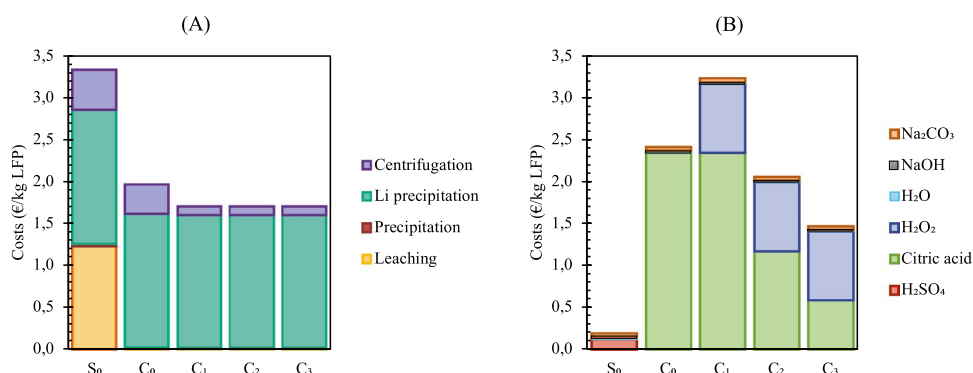 (A)
Costs (€/kg LFP)
3,5
3,0
2,5
2,0
1,5
1,0
0,5
0,0
S₀ C₀ C₁ C₂ C₃
Centrifugation
Li precipitation
Precipitation
Leaching
(B)
Costs (€/kg LFP)
3,5
3,0
2,5
2,0
1,5
1,0
0,5
0,0
S₀ C₀ C₁ C₂ C₃
Na₂CO₃
NaOH
H₂O
H₂O₂
Citric acid
H₂SO₄